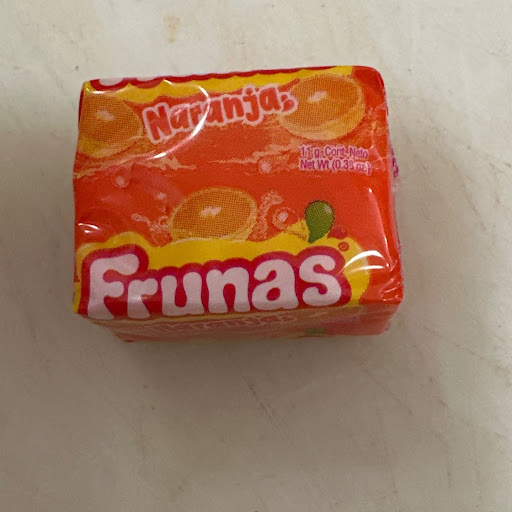 Naranja
11 g Cont. Neto
Net Wt (0.38 oz.)
Frunas